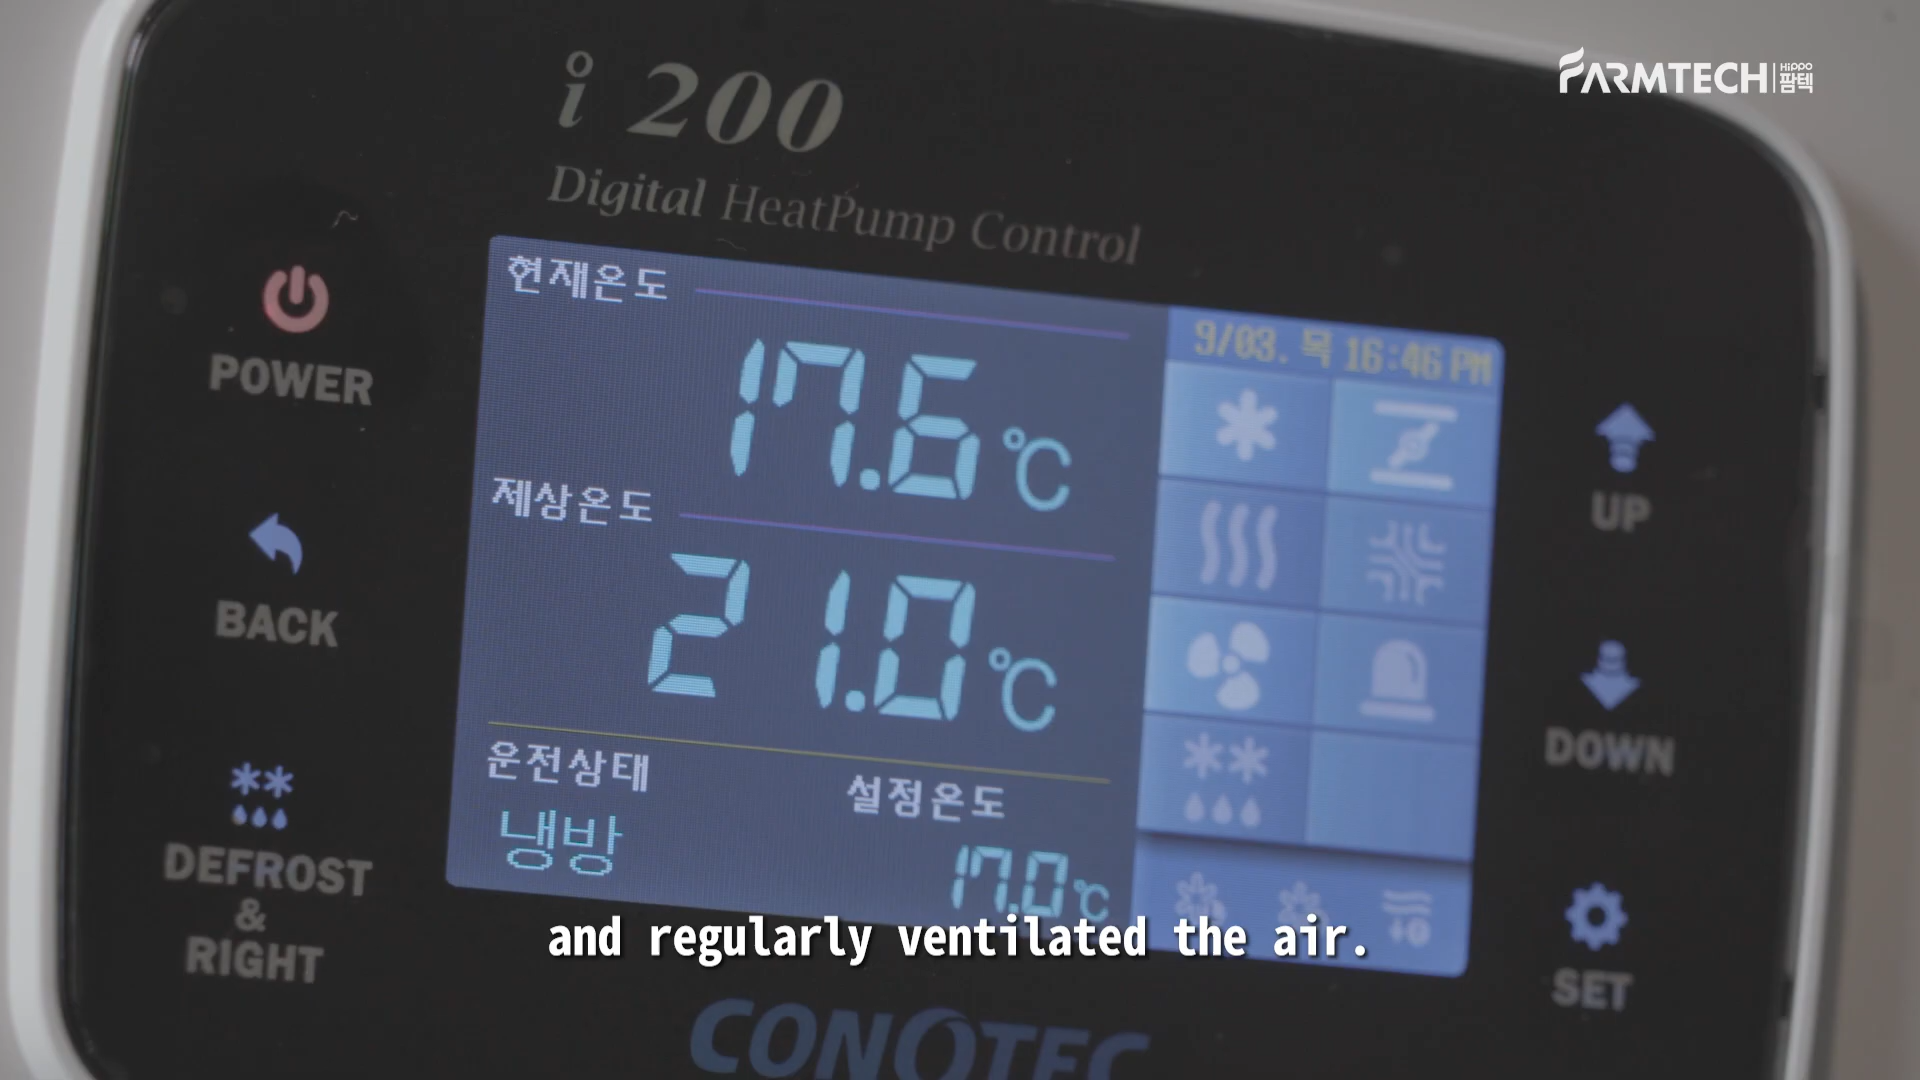 FARMTECH Hippo 팜텍
i 200
Digital HeatPump Control
현재온도
17.6 ℃
9/03. 목 16:46 PM
제상온도
21.0 ℃
운전상태
냉방
설정온도
17.0 ℃
POWER
BACK
DEFROST
&
RIGHT
UP
DOWN
SET
and regularly ventilated the air.
CONOTEC